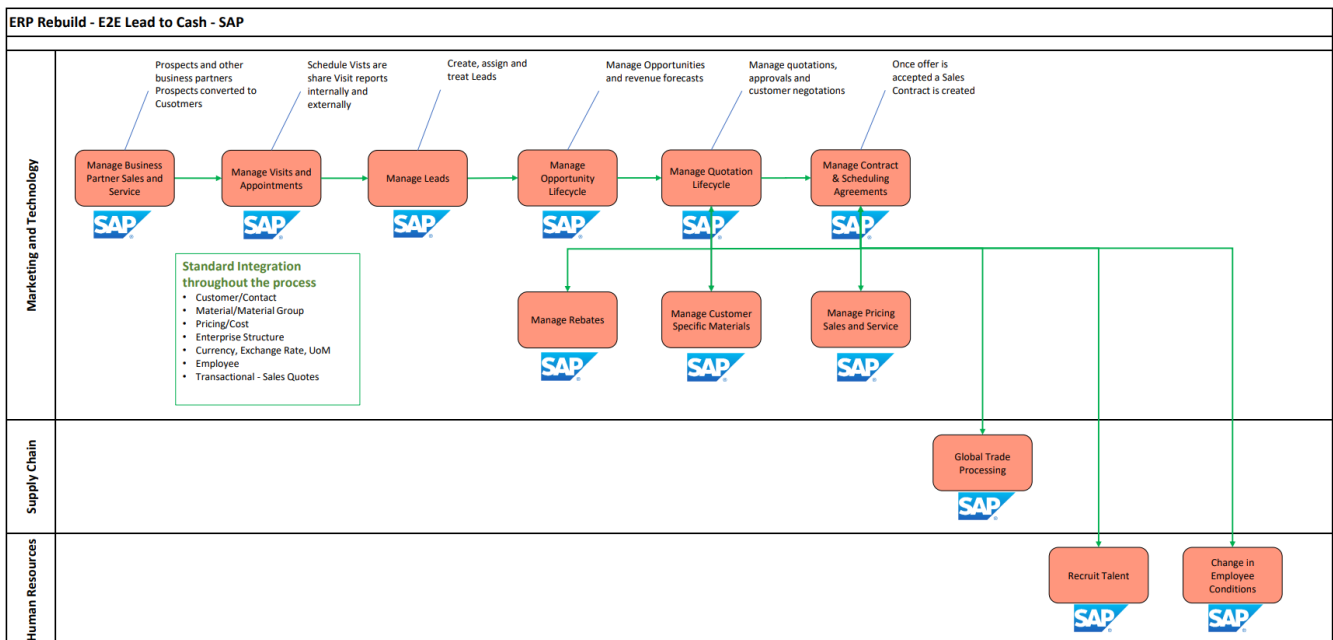 ERP Rebuild - E2E Lead to Cash - SAP
Marketing and Technology
Prospects and other
business partners
Prospects converted to
Cusotmers
Schedule Vists are
share Visit reports
internally and
externally
Create, assign and
treat Leads
Manage Opportunities
and revenue forecasts
Manage quotations,
approvals and
customer negotations
Once offer is
accepted a Sales
Contract is created
Manage Business
Partner Sales and
Service
SAP
Manage Visits and
Appointments
SAP
Manage Leads
SAP
Manage
Opportunity
Lifecycle
SAP
Manage Quotation
Lifecycle
SAP
Manage Contract
& Scheduling
Agreements
SAP
Standard Integration
throughout the process
• Customer/Contact
• Material/Material Group
• Pricing/Cost
• Enterprise Structure
• Currency, Exchange Rate, UoM
• Employee
• Transactional - Sales Quotes
Manage Rebates
SAP
Manage Customer
Specific Materials
SAP
Manage Pricing
Sales and Service
SAP
Supply Chain
Global Trade
Processing
SAP
Human Resources
Recruit Talent
SAP
Change in
Employee
Conditions
SAP